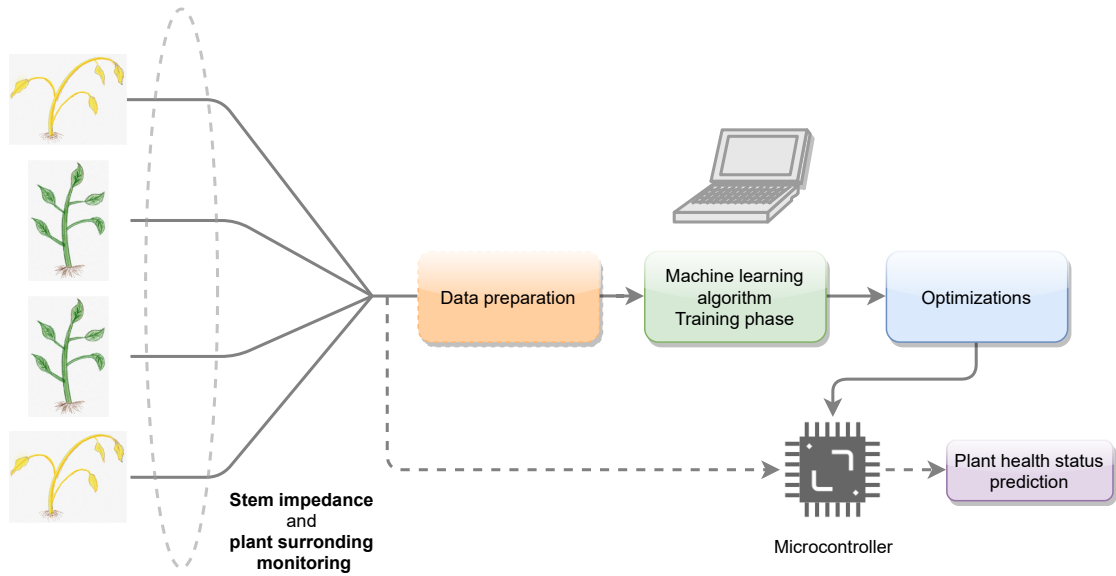 Data preparation
Machine learning
algorithm
Training phase
Optimizations
Stem impedance
and
plant surronding
monitoring
Microcontroller
Plant health status
prediction